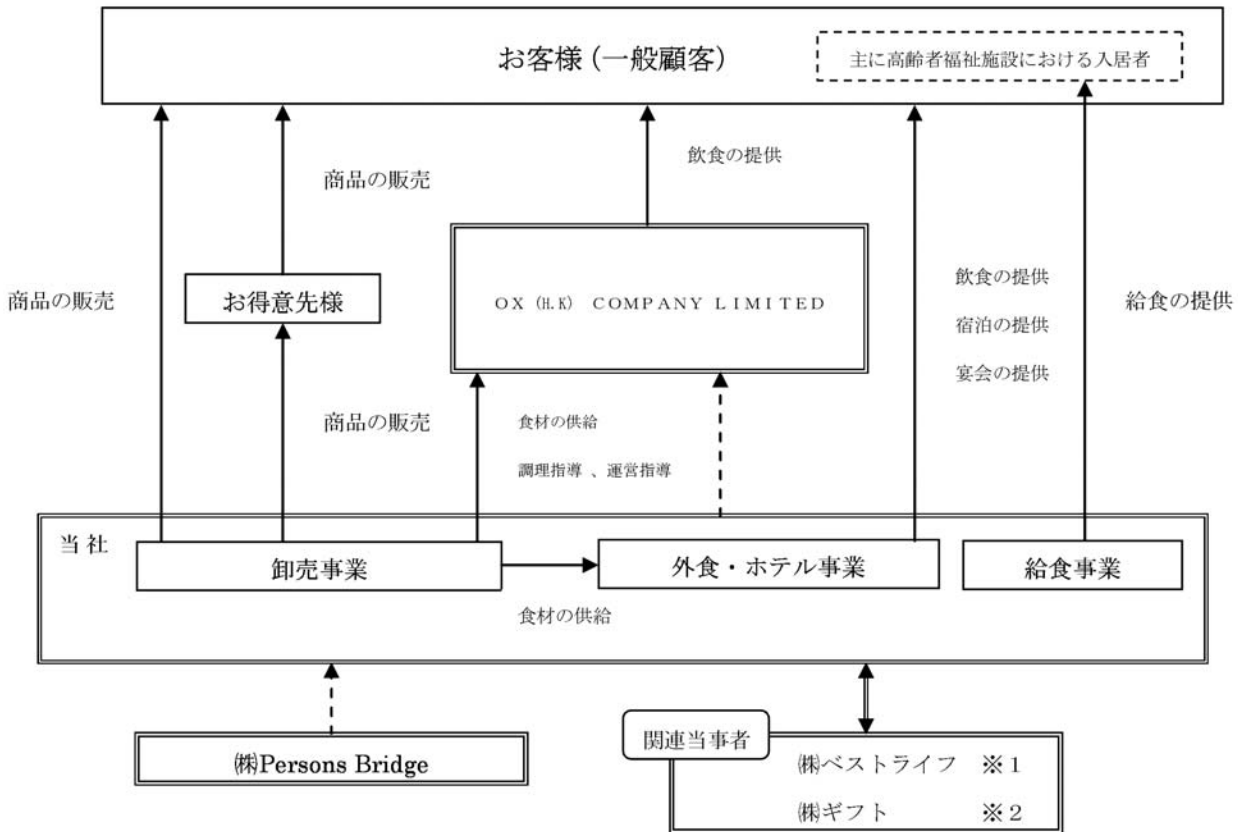 お客様（一般顧客）
主に高齢者福祉施設における入居者
飲食の提供
商品の販売
商品の販売
お得意先様
OX（H.K）COMPANY LIMITED
飲食の提供
宿泊の提供
宴会の提供
給食の提供
商品の販売
食材の供給
調理指導 、運営指導
当社
卸売事業
外食・ホテル事業
給食事業
食材の供給
㈱Persons Bridge
関連当事者
㈱ベストライフ ※１
㈱ギフト ※２